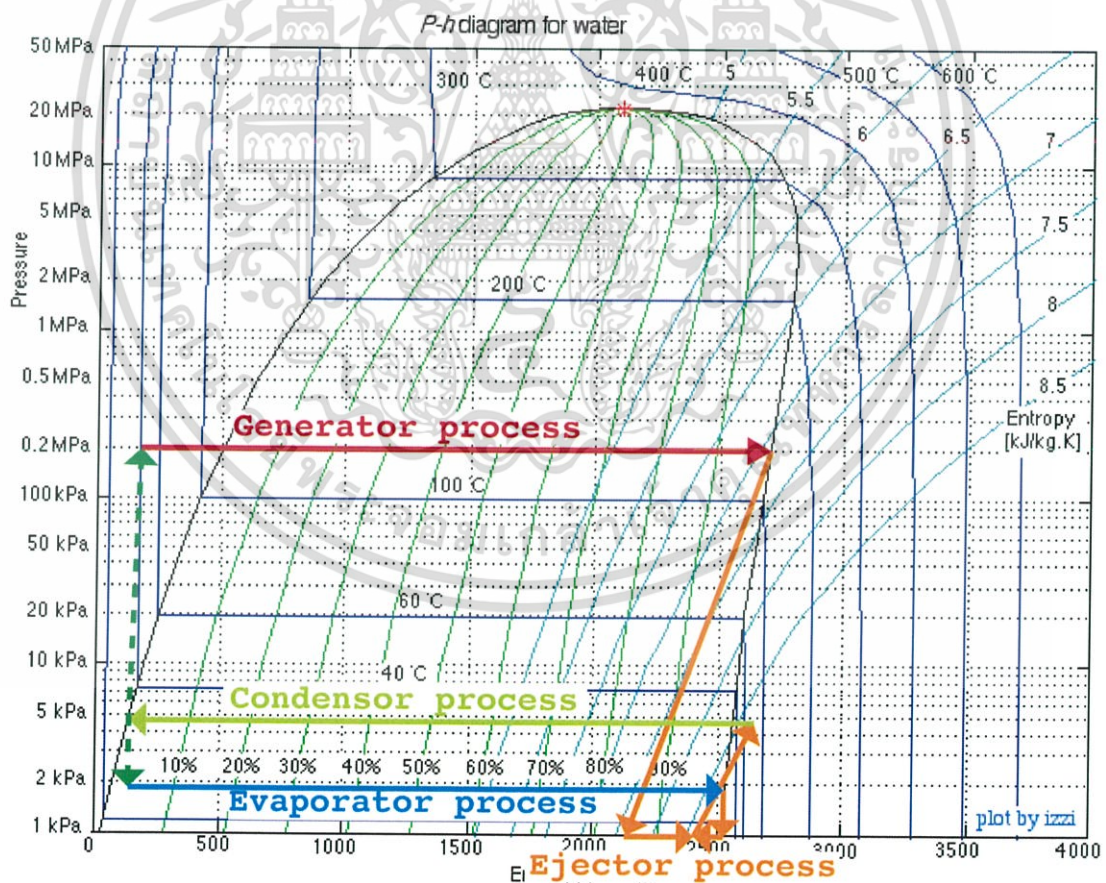 P-h diagram for water
50 MPa
20 MPa
10 MPa
5 MPa
2 MPa
1 MPa
0.5 MPa
0.2 MPa
100 kPa
50 kPa
20 kPa
10 kPa
5 kPa
2 kPa
1 kPa
Pressure
300°C
400°C
5
500°C
600°C
5.5
6
6.5
7
7.5
200°C
8
8.5
Entropy
[kJ/kg.K]
Generator process
100°C
60°C
40°C
Condensor process
10% 20% 30% 40% 50% 60% 70% 80% 90%
Evaporator process
plot by izzi
0 500 1000 1500 2000 2500 3000 3500 4000
Ejector process